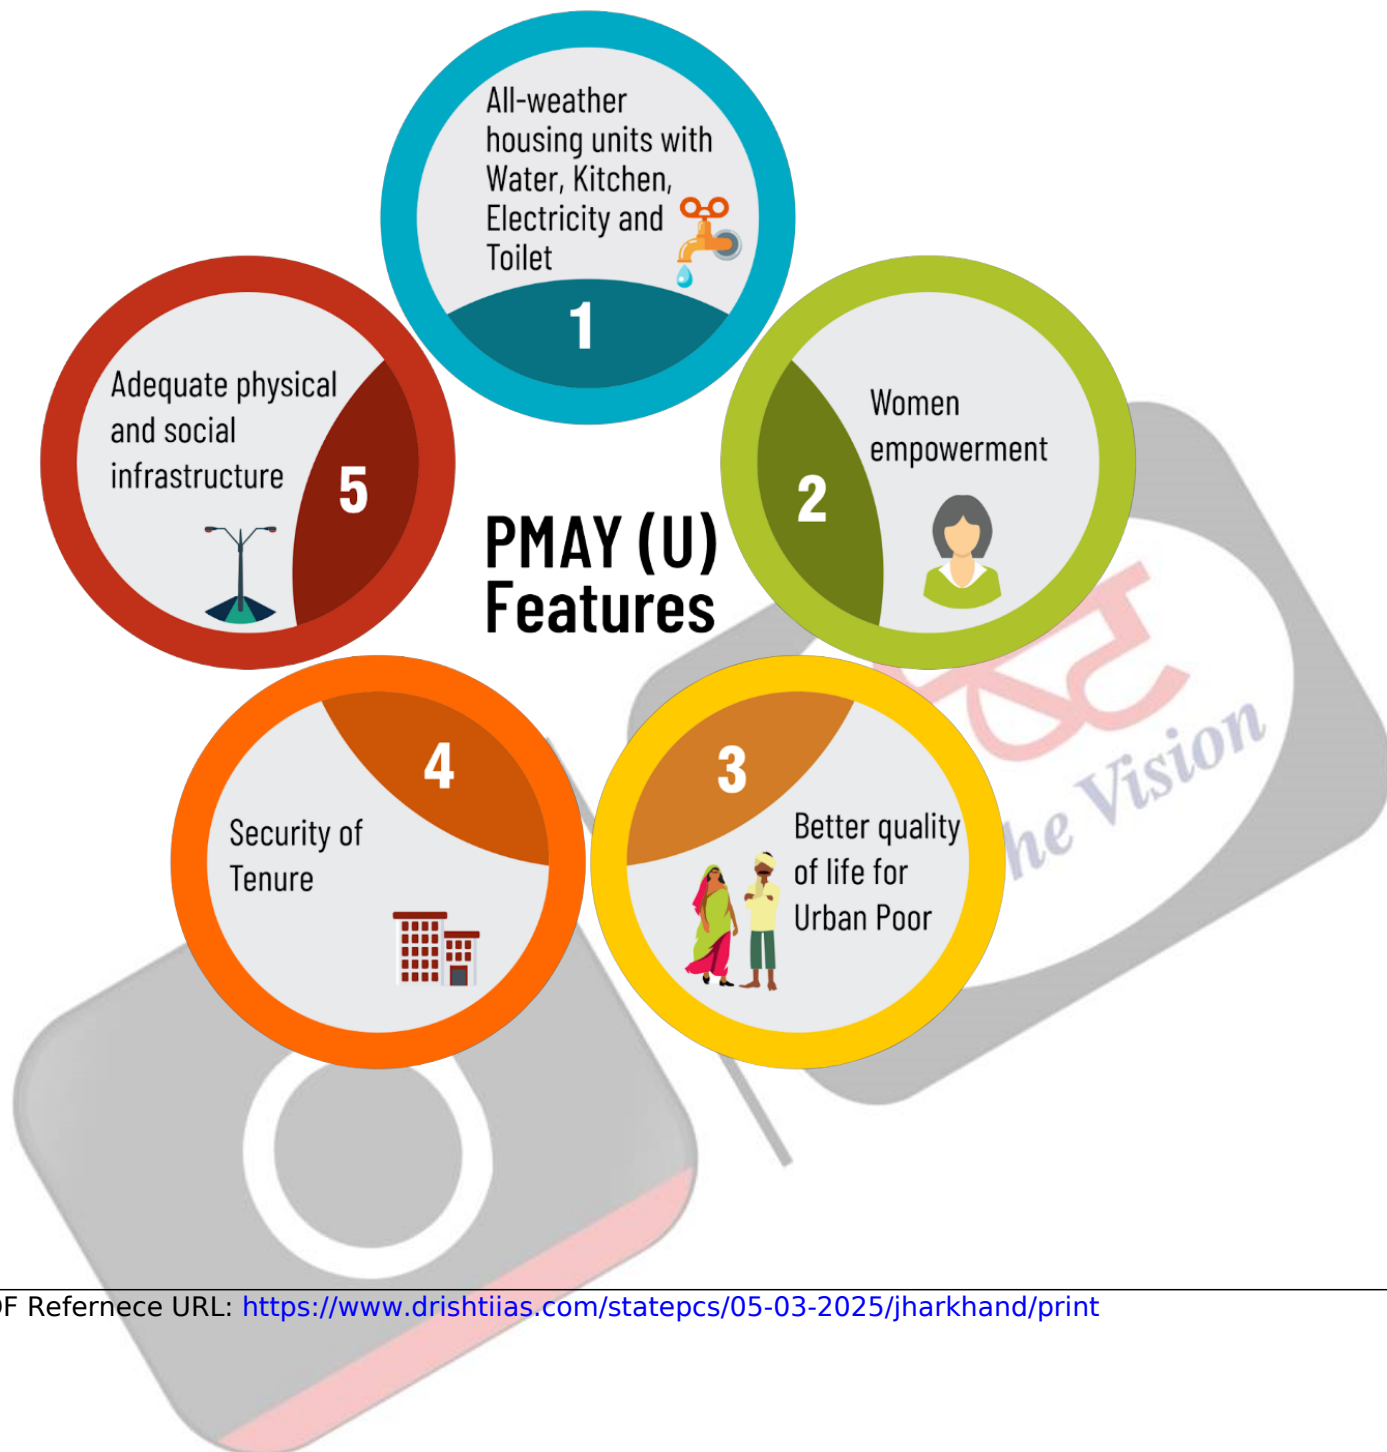 All-weather
housing units with
Water, Kitchen,
Electricity and
Toilet
1
Women
empowerment
2
3
Better quality
of life for
Urban Poor
4
Security of
Tenure
Adequate physical
and social
infrastructure
5
PMAY (U)
Features
he Vision
F Refernece URL: https://www.drishtiias.com/statepcs/05-03-2025/jharkhand/print